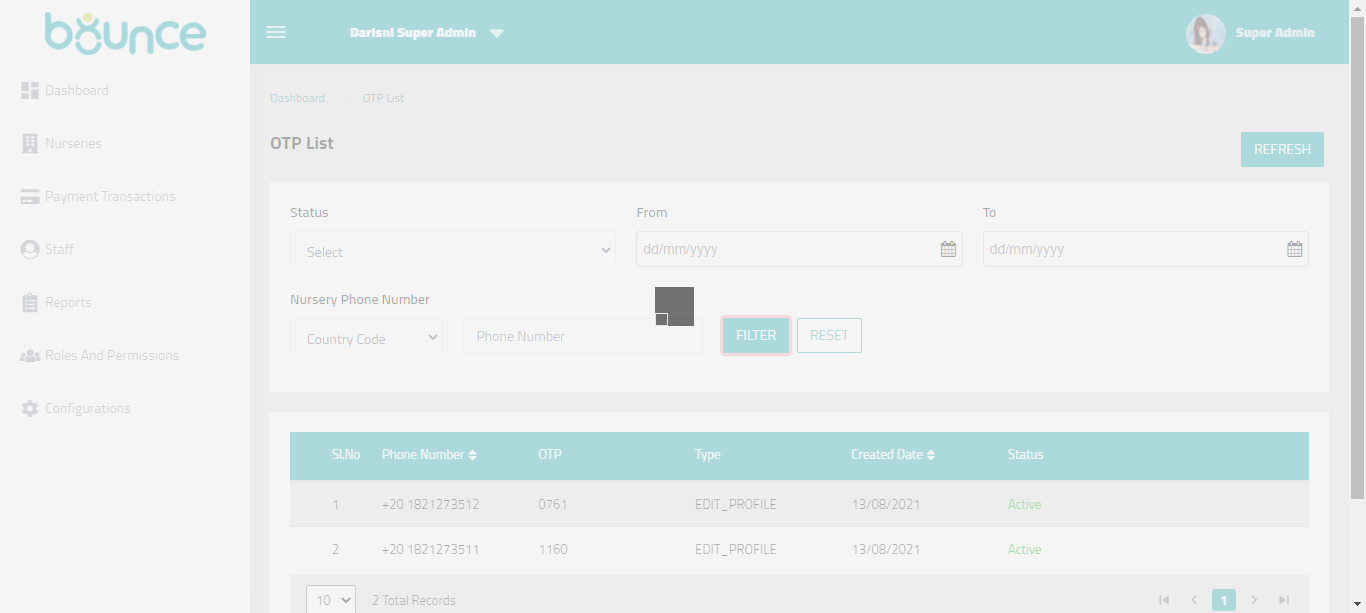 bounce
Darisni Super Admin
Super Admin
Dashboard
Nurseries
Payment Transactions
Staff
Reports
Roles And Permissions
Configurations
Dashboard > OTP List
OTP List
REFRESH
Status From To
Select dd/mm/yyyy dd/mm/yyyy
Nursery Phone Number
Country Code Phone Number FILTER RESET
Sl.No Phone Number OTP Type Created Date Status
1 +20 1821273512 0761 EDIT_PROFILE 13/08/2021 Active
2 +20 1821273511 1160 EDIT_PROFILE 13/08/2021 Active
10 2 Total Records 1